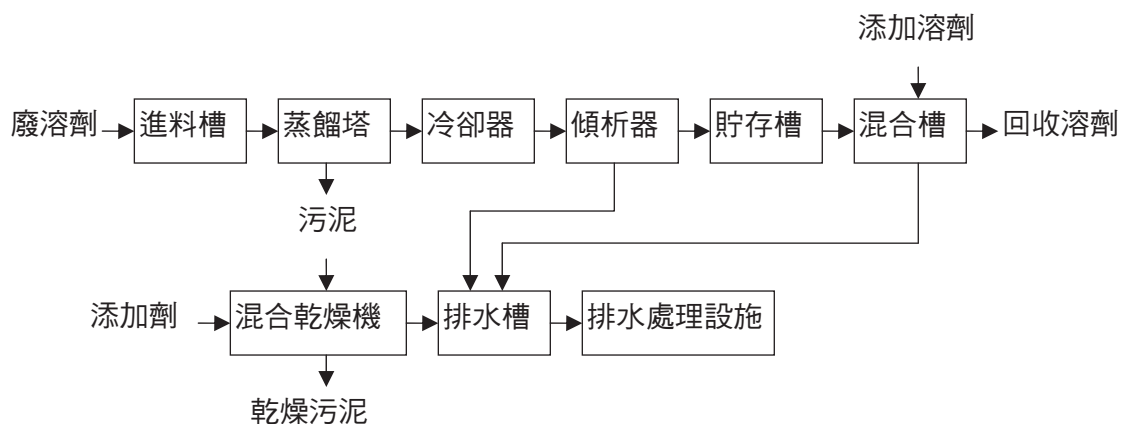 添加溶劑
廢溶劑
進料槽
蒸餾塔
冷卻器
傾析器
貯存槽
混合槽
回收溶劑
污泥
添加劑
混合乾燥機
排水槽
排水處理設施
乾燥污泥